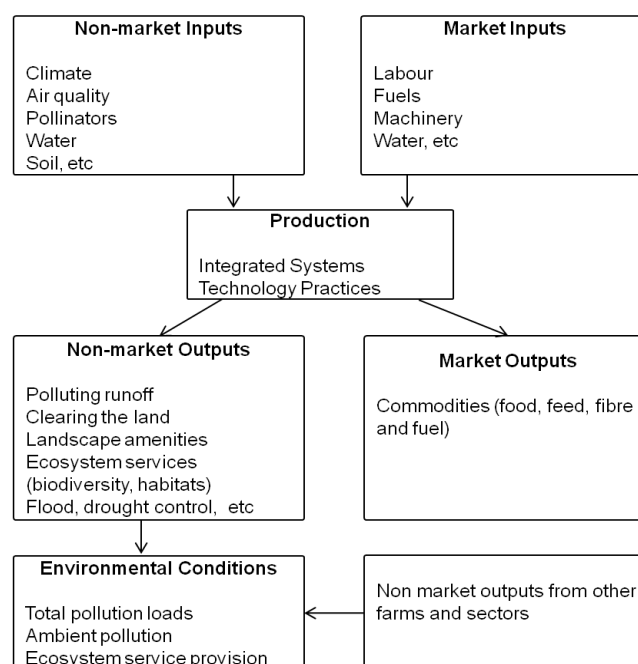 Non-market Inputs
Climate
Air quality
Pollinators
Water
Soil, etc
Market Inputs
Labour
Fuels
Machinery
Water, etc
Production
Integrated Systems
Technology Practices
Non-market Outputs
Polluting runoff
Clearing the land
Landscape amenities
Ecosystem services
(biodiversity, habitats)
Flood, drought control, etc
Market Outputs
Commodities (food, feed, fibre
and fuel)
Environmental Conditions
Total pollution loads
Ambient pollution
Ecosystem service provision
Non market outputs from other
farms and sectors